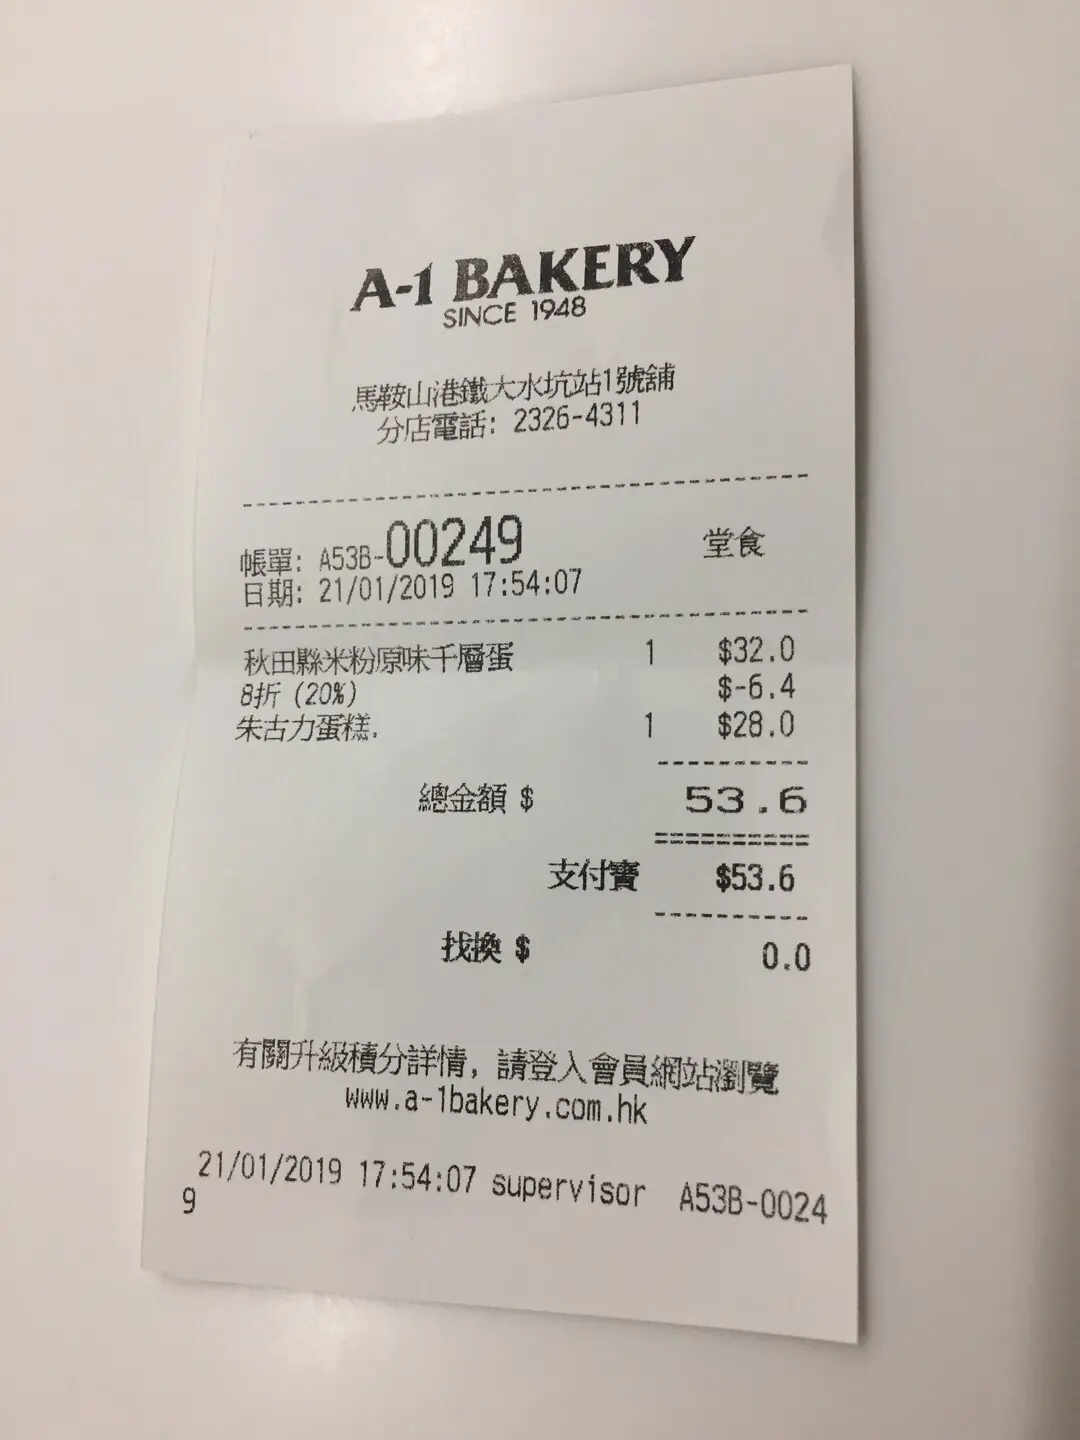 A-1 BAKERY
SINCE 1948
馬鞍山港鐵大水坑站1號舖
分店電話: 2326-4311
帳單: A53B-00249 堂食
日期: 21/01/2019 17:54:07
秋田縣米粉原味千層蛋 1 $32.0
8折 (20%) $-6.4
朱古力蛋糕. 1 $28.0
總金額 $ 53.6
支付寶 $53.6
找換 $ 0.0
有關升級積分詳情, 請登入會員網站瀏覽
www.a-1bakery.com.hk
21/01/2019 17:54:07 supervisor A53B-0024
9